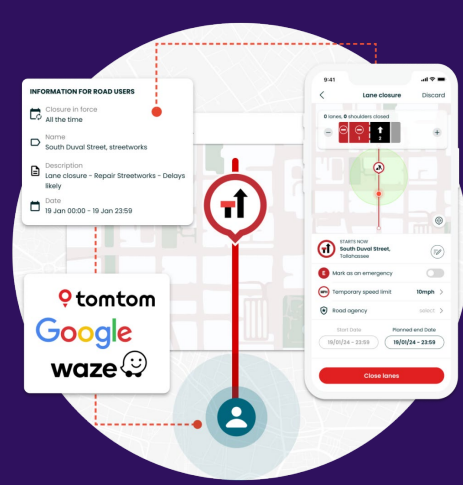 INFORMATION FOR ROAD USERS
Closure in force
All the time
Name
South Duval Street, streetworks
Description
Lane closure - Repair Streetworks - Delays
likely
Date
19 Jan 00:00 - 19 Jan 23:59
tomtom
Google
waze
9:41
Lane closure
Discard
0 lanes, 0 shoulders closed
1
2
STARTS NOW
South Duval Street,
Tallahassee
E
Mark as an emergency
Temporary speed limit
10mph
Road agency
select
Start Date
Planned end Date
19/01/24 - 23:59
19/01/24 - 23:59
Close lanes